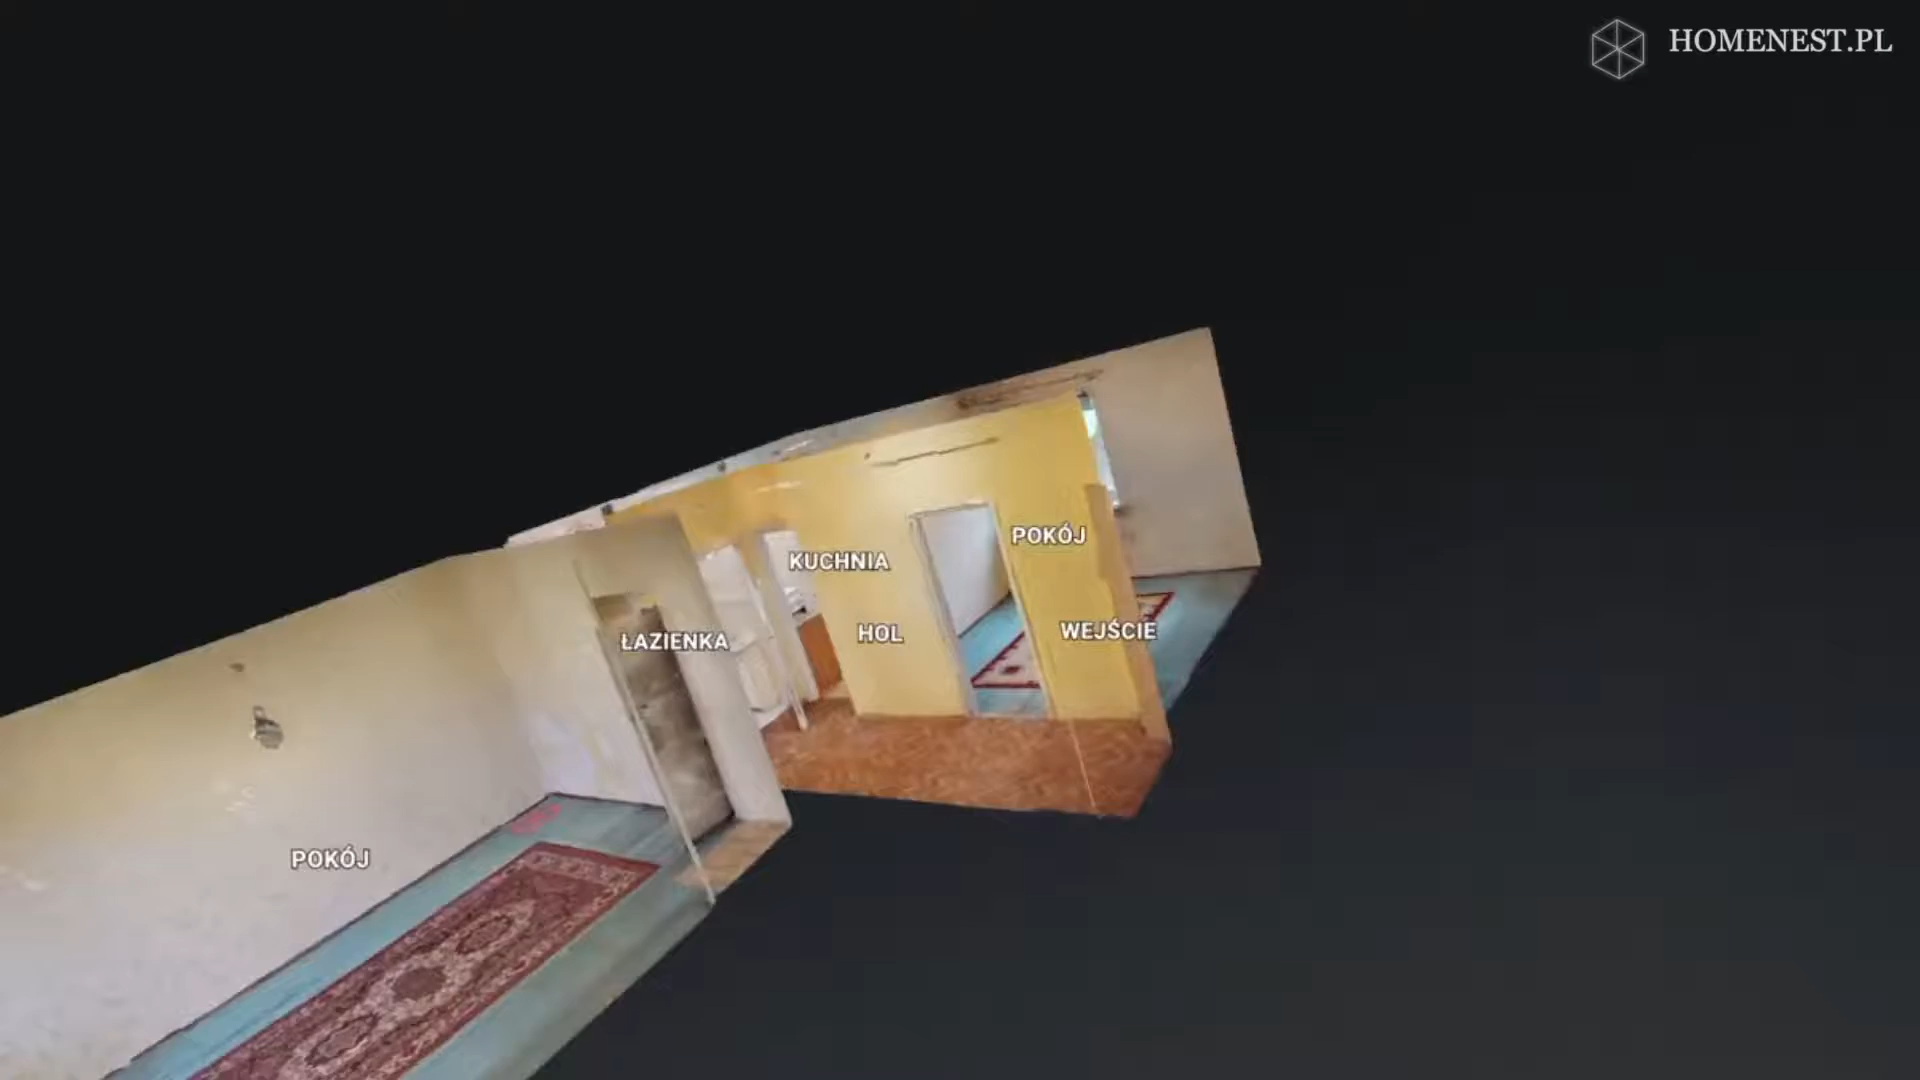 HOMENEST.PL
POKÓJ
KUCHNIA
WEJŚCIE
HOL
ŁAZIENKA
POKÓJ